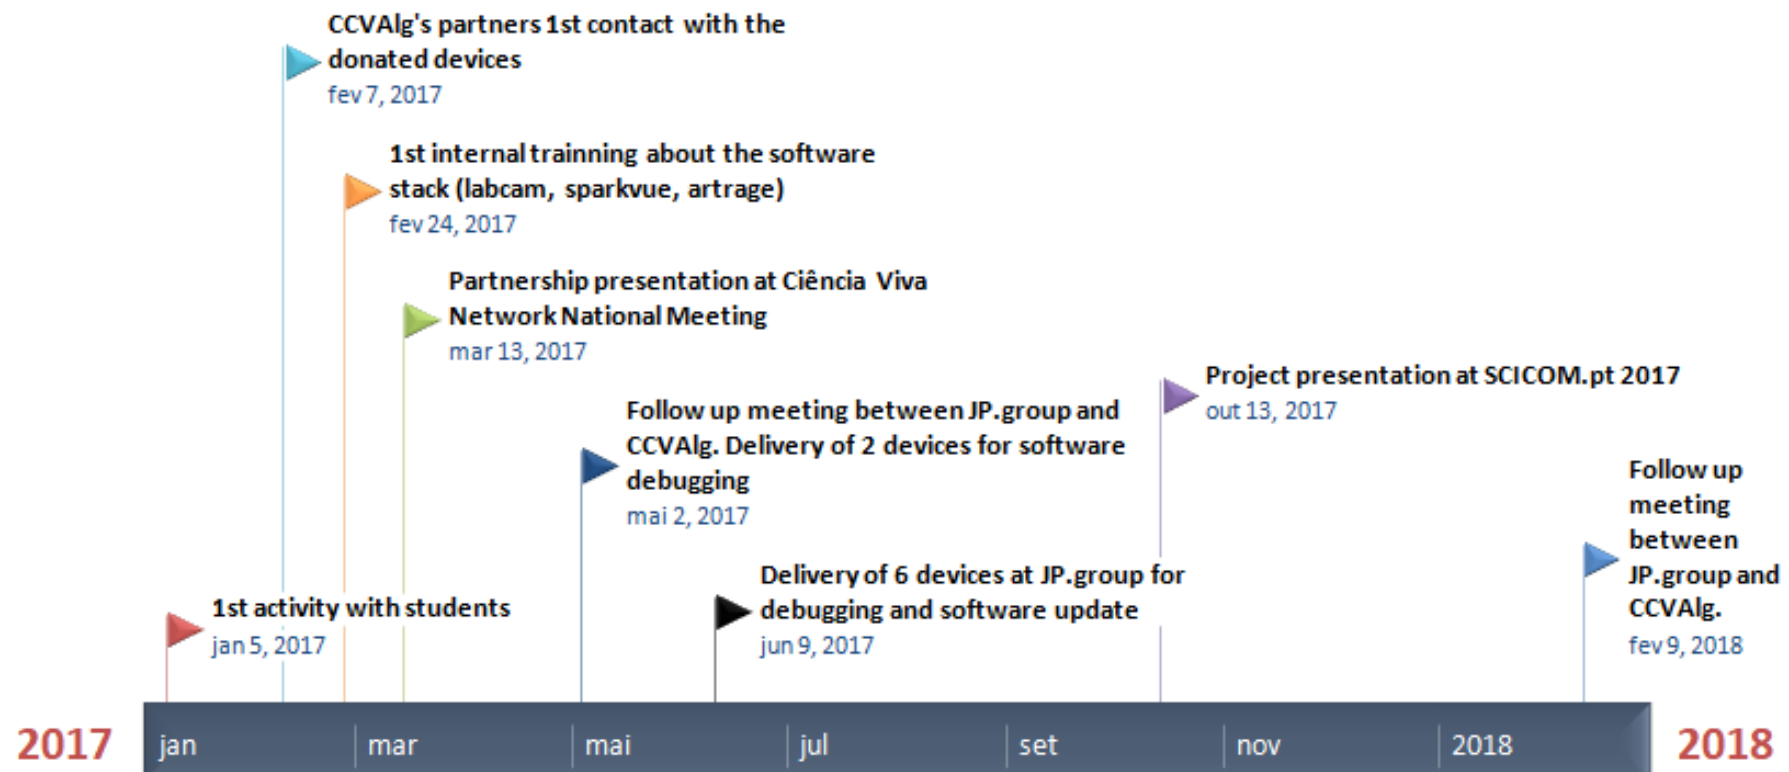 CCVAlg's partners 1st contact with the
donated devices
fev 7, 2017
1st internal trainning about the software
stack (labcam, sparkvue, artrage)
fev 24, 2017
Partnership presentation at Ciência Viva
Network National Meeting
mar 13, 2017
Project presentation at SCICOM.pt 2017
out 13, 2017
Follow up meeting between JP.group and
CCVAlg. Delivery of 2 devices for software
debugging
mai 2, 2017
Follow up
meeting
between
JP.group and
CCVAlg.
fev 9, 2018
Delivery of 6 devices at JP.group for
debugging and software update
jun 9, 2017
1st activity with students
jan 5, 2017
2017 jan mar mai jul set nov 2018 2018